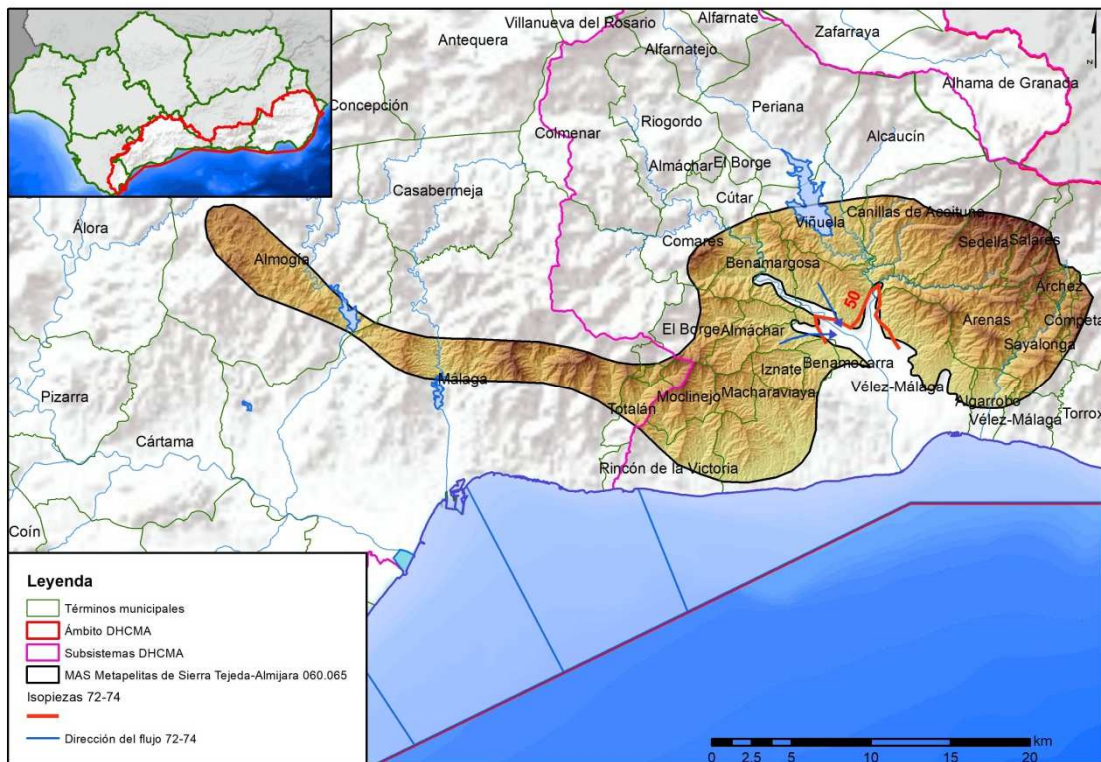 Villanueva del Rosario
Alfarnate
Zafarraya
Antequera
Alfarnatejo
N
Alhama de Granada
Concepción
Periana
Colmenar
Riogordo
Alcaucín
Almáchar
El Borge
Casabermeja
Cútar
Álora
Viñuela
Canillas de Aceituno
Comares
Sedella
Salares
Almogía
Benamargosa
Árchez
50
Arenas
Cómpeta
El Borge
Almáchar
Sayalonga
Iznate
Benamocarra
Málaga
Vélez-Málaga
Pizarra
Moclinejo
Macharaviaya
Algarrobo
Totalán
Vélez-Málaga
Torrox
Cártama
Rincón de la Victoria
Coín
Leyenda
Términos municipales
Ámbito DHCMA
Subsistemas DHCMA
MAS Metapelitas de Sierra Tejeda-Almijara 060.065
Isopiezas 72-74
Dirección del flujo 72-74
km
0 2,5 5 10 15 20